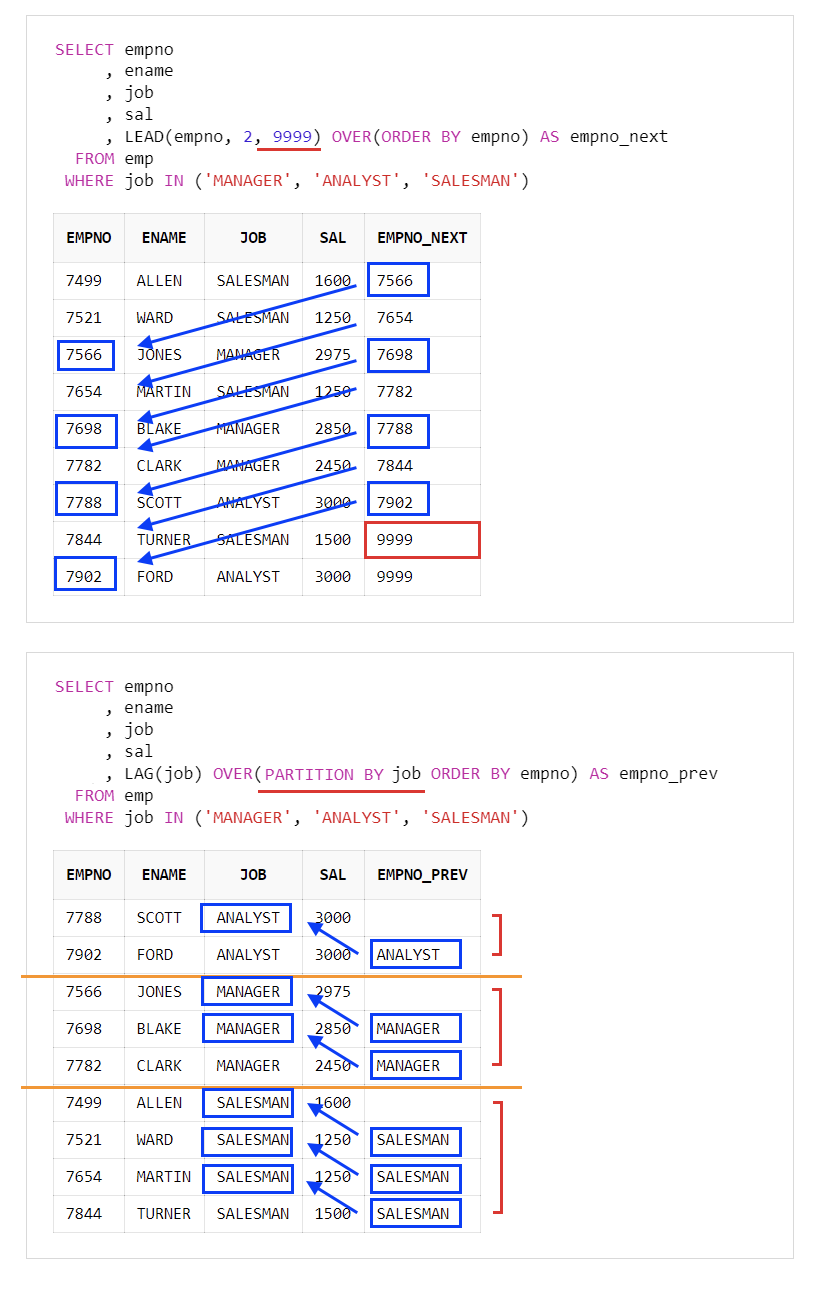 SELECT empno
, ename
, job
, sal
, LEAD(empno, 2, 9999) OVER(ORDER BY empno) AS empno_next
FROM emp
WHERE job IN ('MANAGER', 'ANALYST', 'SALESMAN')
EMPNO ENAME JOB SAL EMPNO_NEXT
7499 ALLEN SALESMAN 1600 7566
7521 WARD SALESMAN 1250 7654
7566 JONES MANAGER 2975 7698
7654 MARTIN SALESMAN 1250 7782
7698 BLAKE MANAGER 2850 7788
7782 CLARK MANAGER 2450 7844
7788 SCOTT ANALYST 3000 7902
7844 TURNER SALESMAN 1500 9999
7902 FORD ANALYST 3000 9999
SELECT empno
, ename
, job
, sal
, LAG(job) OVER(PARTITION BY job ORDER BY empno) AS empno_prev
FROM emp
WHERE job IN ('MANAGER', 'ANALYST', 'SALESMAN')
EMPNO ENAME JOB SAL EMPNO_PREV
7788 SCOTT ANALYST 3000
7902 FORD ANALYST 3000 ANALYST
7566 JONES MANAGER 2975
7698 BLAKE MANAGER 2850 MANAGER
7782 CLARK MANAGER 2450 MANAGER
7499 ALLEN SALESMAN 1600
7521 WARD SALESMAN 1250 SALESMAN
7654 MARTIN SALESMAN 1250 SALESMAN
7844 TURNER SALESMAN 1500 SALESMAN